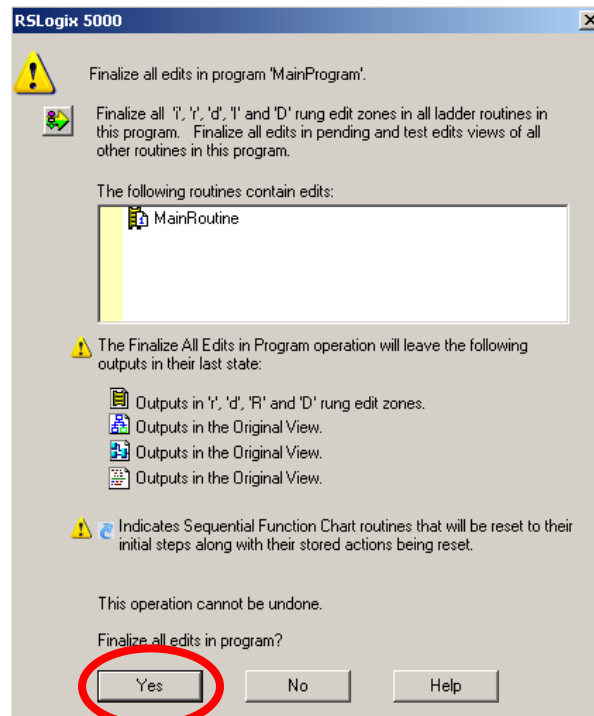 RSLogix 5000
Finalize all edits in program 'MainProgram'.
Finalize all 'i', 'r', 'd', 'I' and 'D' rung edit zones in all ladder routines in
this program. Finalize all edits in pending and test edits views of all
other routines in this program.
The following routines contain edits:
MainRoutine
The Finalize All Edits in Program operation will leave the following
outputs in their last state:
Outputs in 'r', 'd', 'R' and 'D' rung edit zones.
Outputs in the Original View.
Outputs in the Original View.
Outputs in the Original View.
Indicates Sequential Function Chart routines that will be reset to their
initial steps along with their stored actions being reset.
This operation cannot be undone.
Finalize all edits in program?
Yes No Help